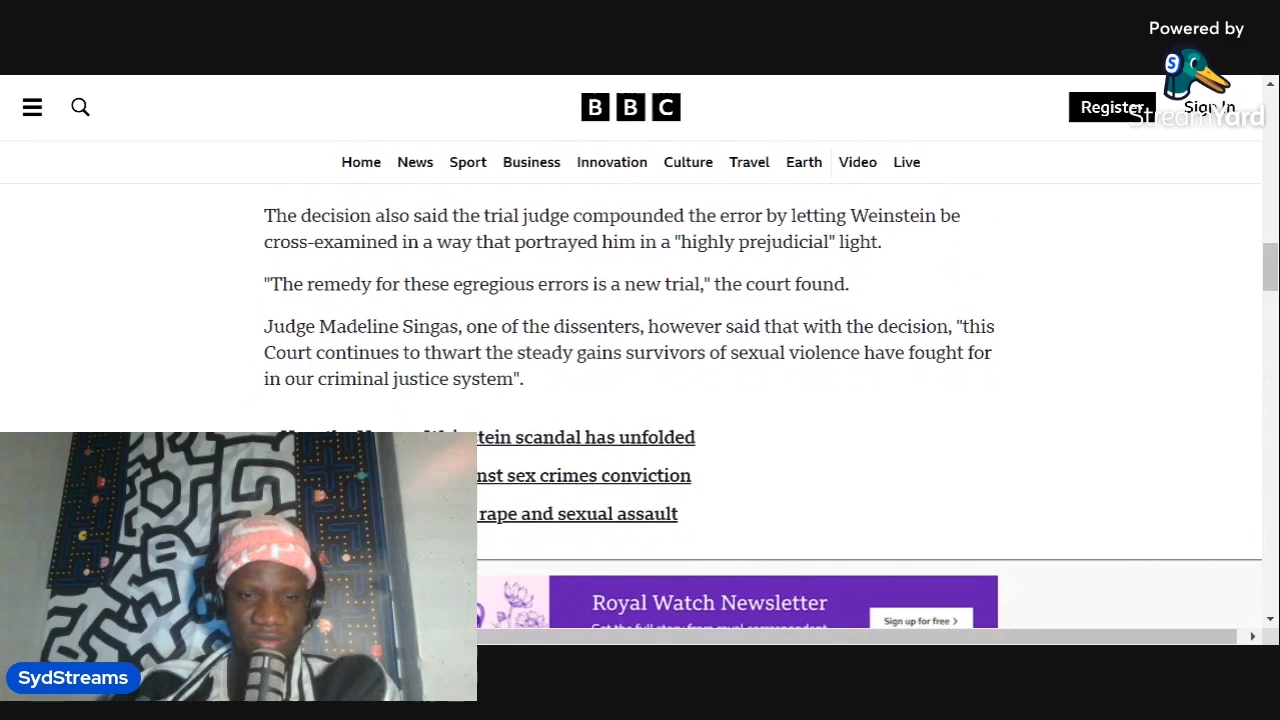 Powered by
StreamYard
BBC
Register
Sign In
Home News Sport Business Innovation Culture Travel Earth Video Live
The decision also said the trial judge compounded the error by letting Weinstein be
cross-examined in a way that portrayed him in a "highly prejudicial" light.
"The remedy for these egregious errors is a new trial," the court found.
Judge Madeline Singas, one of the dissenters, however said that with the decision, "this
Court continues to thwart the steady gains survivors of sexual violence have fought for
in our criminal justice system".
scandal has unfolded
sex crimes conviction
rape and sexual assault
Royal Watch Newsletter
Sign up for free >
SydStreams